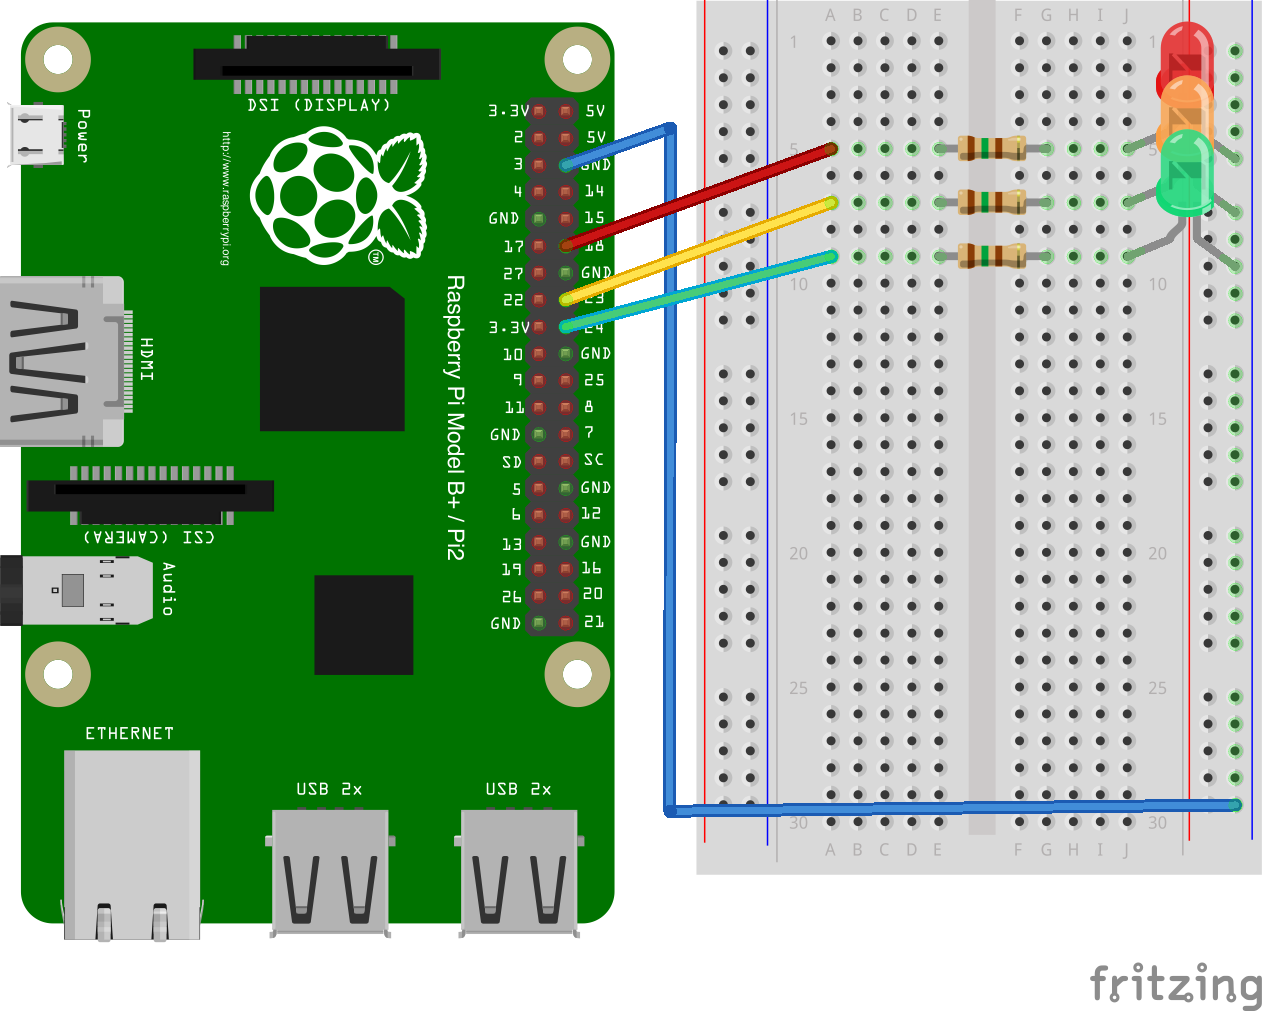 DSI (DISPLAY)
Power
http://www.raspberrypi.org
TM
HDMI
Raspberry Pi Model B+ / Pi2
CSI (CAMERA)
Audio
ETHERNET
USB 2x
USB 2x
3.3V 5V
2 5V
3 GND
4 14
GND 15
17 18
27 GND
22 23
3.3V 24
10 GND
9 25
11 8
GND 7
SD SC
5 GND
6 12
13 GND
19 16
26 20
GND 21
A B C D E F G H I J
1 1
5 5
10 10
15 15
20 20
25 25
30 30
A B C D E F G H I J
fritzing